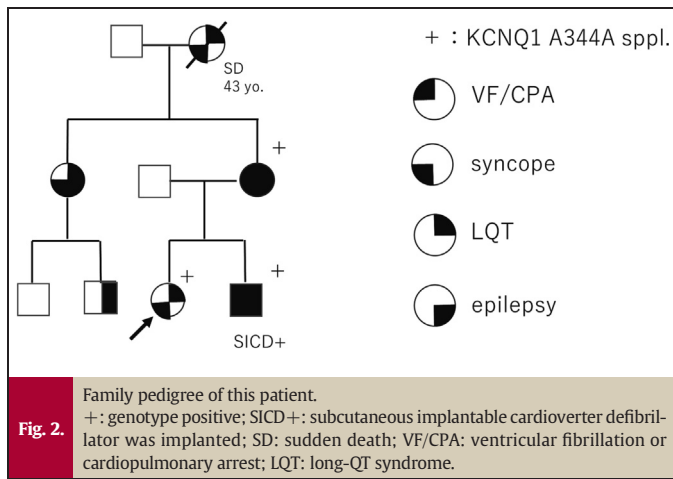 + : KCNQ1 A344A sppl.
SD
43 yo.
VF/CPA
+
syncope
LQT
+
+
epilepsy
SICD+
Fig. 2.
Family pedigree of this patient.
+: genotype positive; SICD+: subcutaneous implantable cardioverter defibril-
lator was implanted; SD: sudden death; VF/CPA: ventricular fibrillation or
cardiopulmonary arrest; LQT: long-QT syndrome.